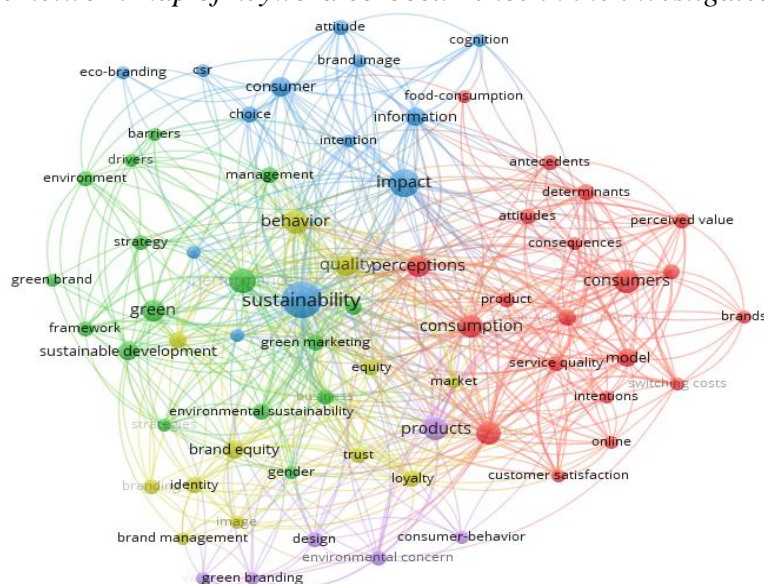 attitude
cognition
brand image
eco-branding
csr
consumer
food-consumption
choice
information
barriers
intention
drivers
antecedents
environment
management
impact
determinants
attitudes
perceived value
behavior
strategy
consequences
quality
perceptions
green brand
consumers
sustainability
product
green
brands
framework
consumption
green marketing
sustainable development
model
equity
service quality
market
switching costs
business
intentions
environmental sustainability
strategies
products
online
brand equity
trust
gender
loyalty
customer satisfaction
branding
identity
image
brand management
design
consumer-behavior
environmental concern
green branding